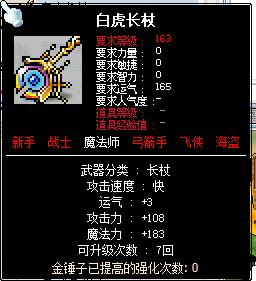 白虎长杖
要求等级 : 163
要求力量 : 0
要求敏捷 : 0
要求智力 : 0
要求运气 : 165
要求人气度 : -
道具等级 : -
道具经验值 : -
新手 战士 魔法师 弓箭手 飞侠 海盗
武器分类 : 长杖
攻击速度 : 快
运气 : +3
攻击力 : +108
魔法力 : +183
可升级次数 : 7回
金锤子已提高的强化次数: 0